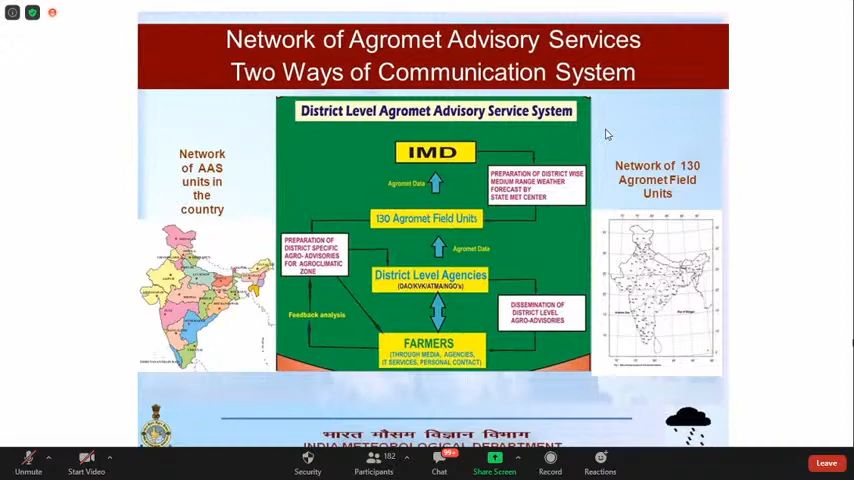 Network of Agromet Advisory Services
Two Ways of Communication System
District Level Agromet Advisory Service System
Network
of AAS
units in
the
country
IMD
Agromet Data
PREPARATION OF DISTRICT WISE
MEDIUM RANGE WEATHER
FORECAST BY
STATE MET CENTER
130 Agromet Field Units
PREPARATION OF
DISTRICT SPECIFIC
AGRO- ADVISORIES
FOR AGROCLIMATIC
ZONE
Agromet Data
District Level Agencies
(DAO/KVK/ATMA/NGO's)
DISSEMINATION OF
DISTRICT LEVEL
AGRO-ADVISORIES
Feedback analysis
FARMERS
(THROUGH MEDIA, AGENCIES,
IT SERVICES, PERSONAL CONTACT)
Network of 130
Agromet Field
Units
भारत मौसम विज्ञान विभाग
INDIA METEOROLOGICAL DEPARTMENT
Unmute
Start Video
Security
Participants
182
Chat
99+
Share Screen
Record
Reactions
Leave